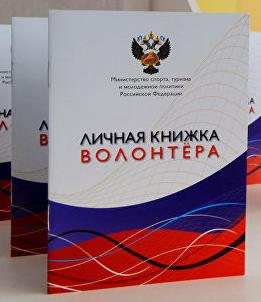 Министерство спорта, туризма
и молодежной политики
Российской Федерации
ЛИЧНАЯ КНИЖКА
ВОЛОНТЁРА